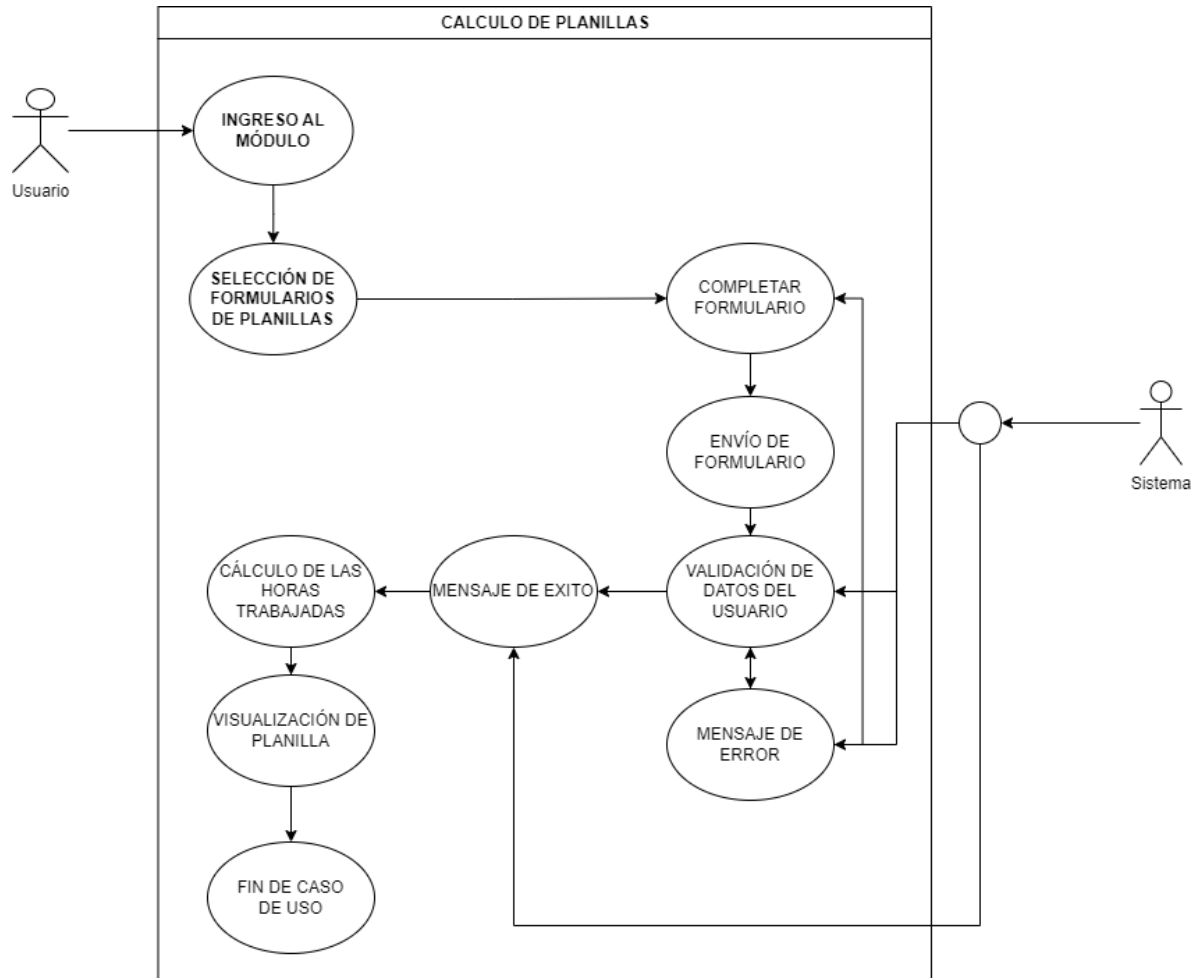 CALCULO DE PLANILLAS
INGRESO AL
MÓDULO
Usuario
SELECCIÓN DE
FORMULARIOS
DE PLANILLAS
COMPLETAR
FORMULARIO
ENVÍO DE
FORMULARIO
Sistema
CÁLCULO DE LAS
HORAS
TRABAJADAS
MENSAJE DE EXITO
VALIDACIÓN DE
DATOS DEL
USUARIO
VISUALIZACIÓN DE
PLANILLA
MENSAJE DE
ERROR
FIN DE CASO
DE USO